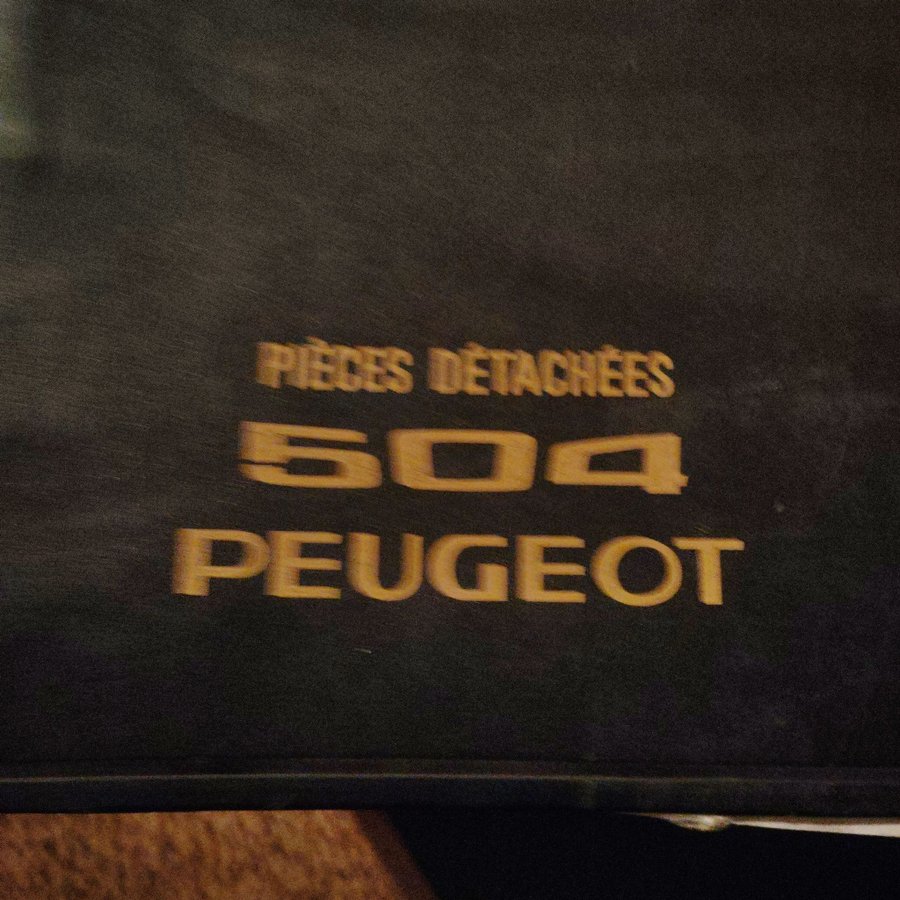 PIÈCES DÉTACHÉES
504
PEUGEOT